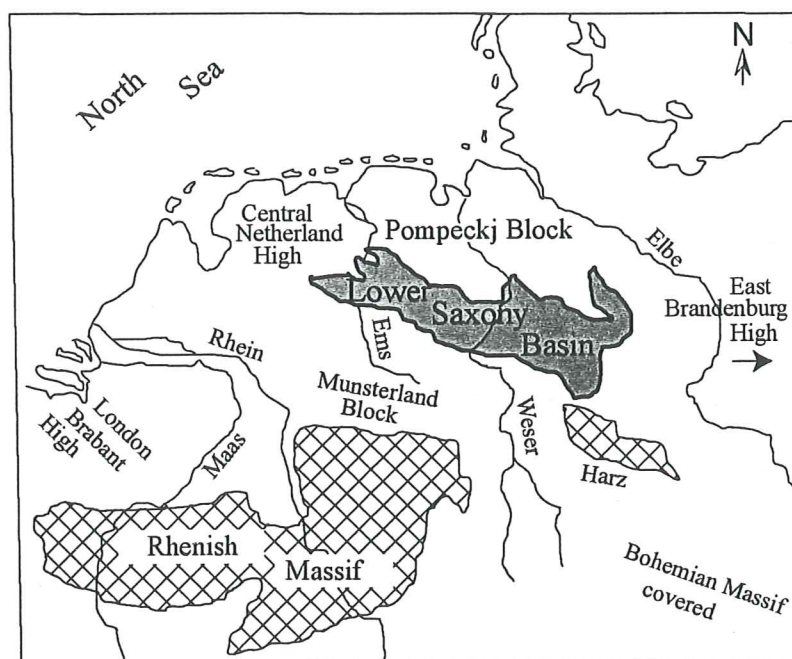 N
North Sea
Central
Netherland
High
Pompeckj Block
Elbe
East
Brandenburg
High
Lower
Saxony
Basin
Ems
Rhein
Munsterland
Block
Weser
London
Brabant
High
Maas
Harz
Rhenish
Massif
Bohemian Massif
covered